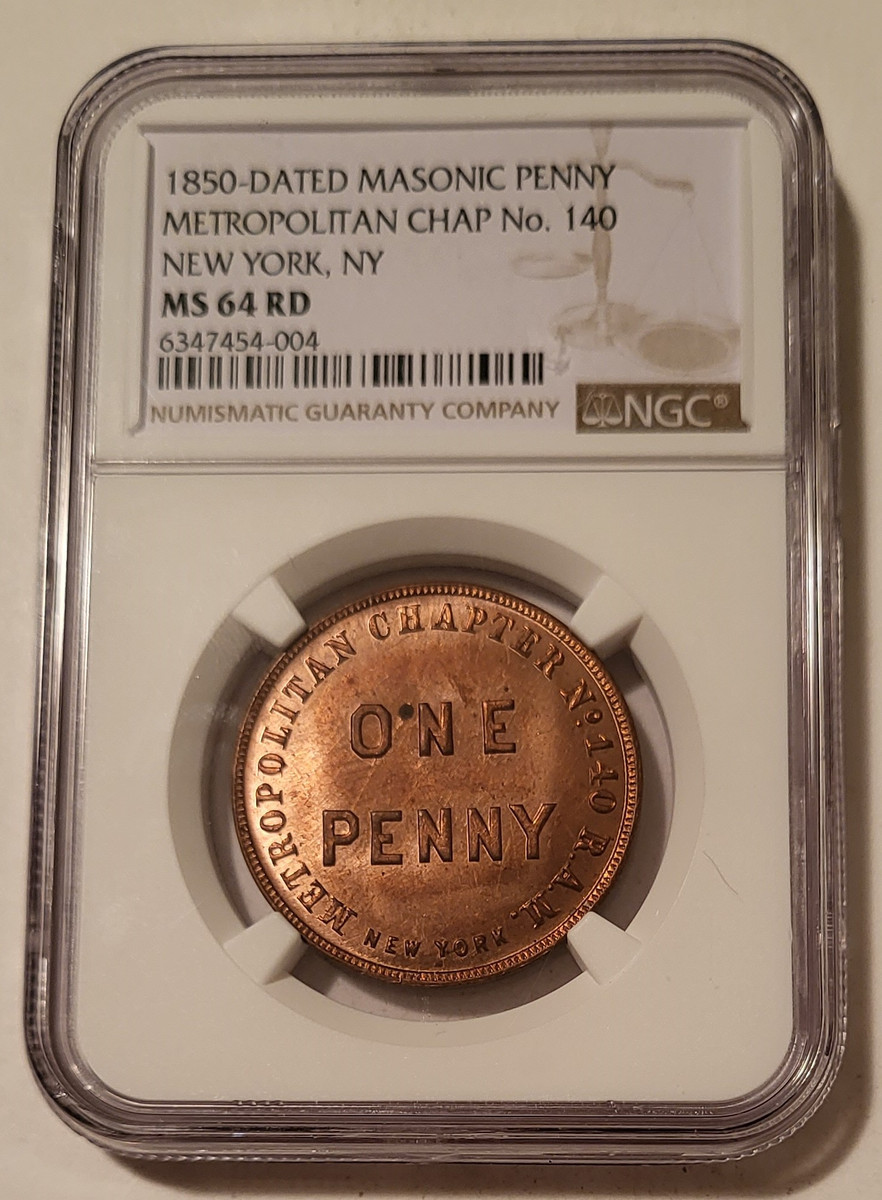 1850-DATED MASONIC PENNY
METROPOLITAN CHAP No. 140
NEW YORK, NY
MS 64 RD
6347454-004
NUMISMATIC GUARANTY COMPANY
NGC®
METROPOLITAN CHAPTER No. 140 R.A.M.
ONE
PENNY
NEW YORK